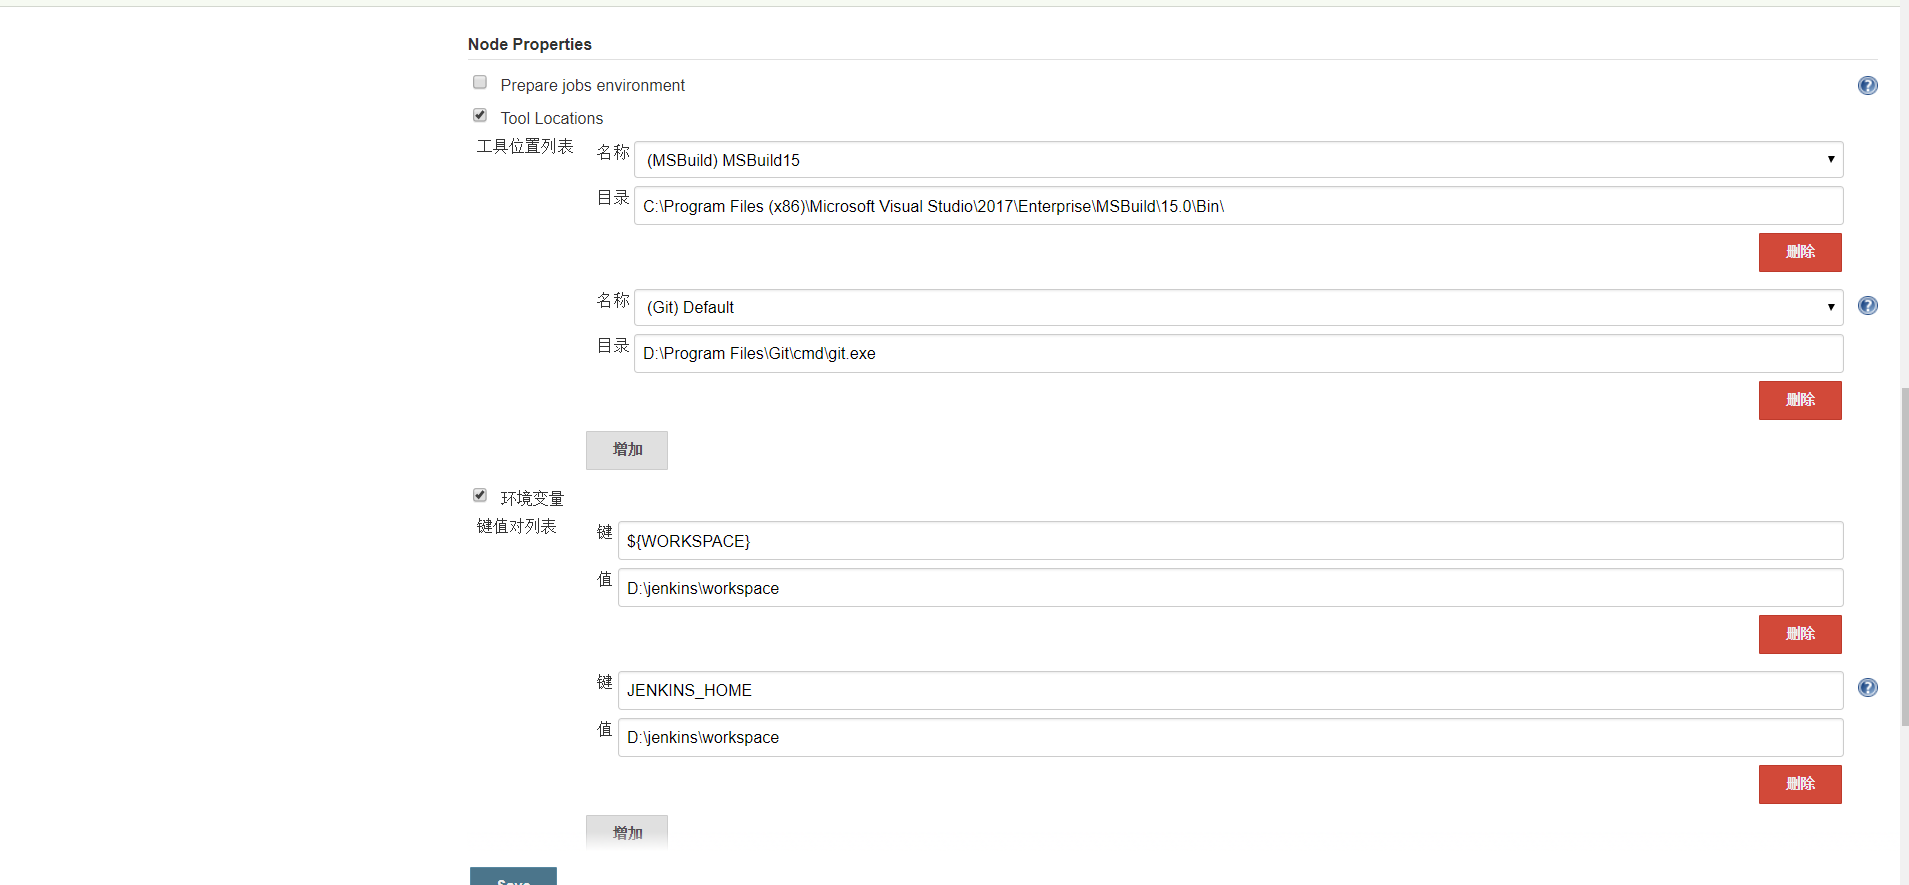 Node Properties
Prepare jobs environment
Tool Locations
工具位置列表
名称 (MSBuild) MSBuild15
目录 C:\Program Files (x86)\Microsoft Visual Studio\2017\Enterprise\MSBuild\15.0\Bin\
删除
名称 (Git) Default
目录 D:\Program Files\Git\cmd\git.exe
删除
增加
环境变量
键值对列表
键 ${WORKSPACE}
值 D:\jenkins\workspace
删除
键 JENKINS_HOME
值 D:\jenkins\workspace
删除
增加
Save